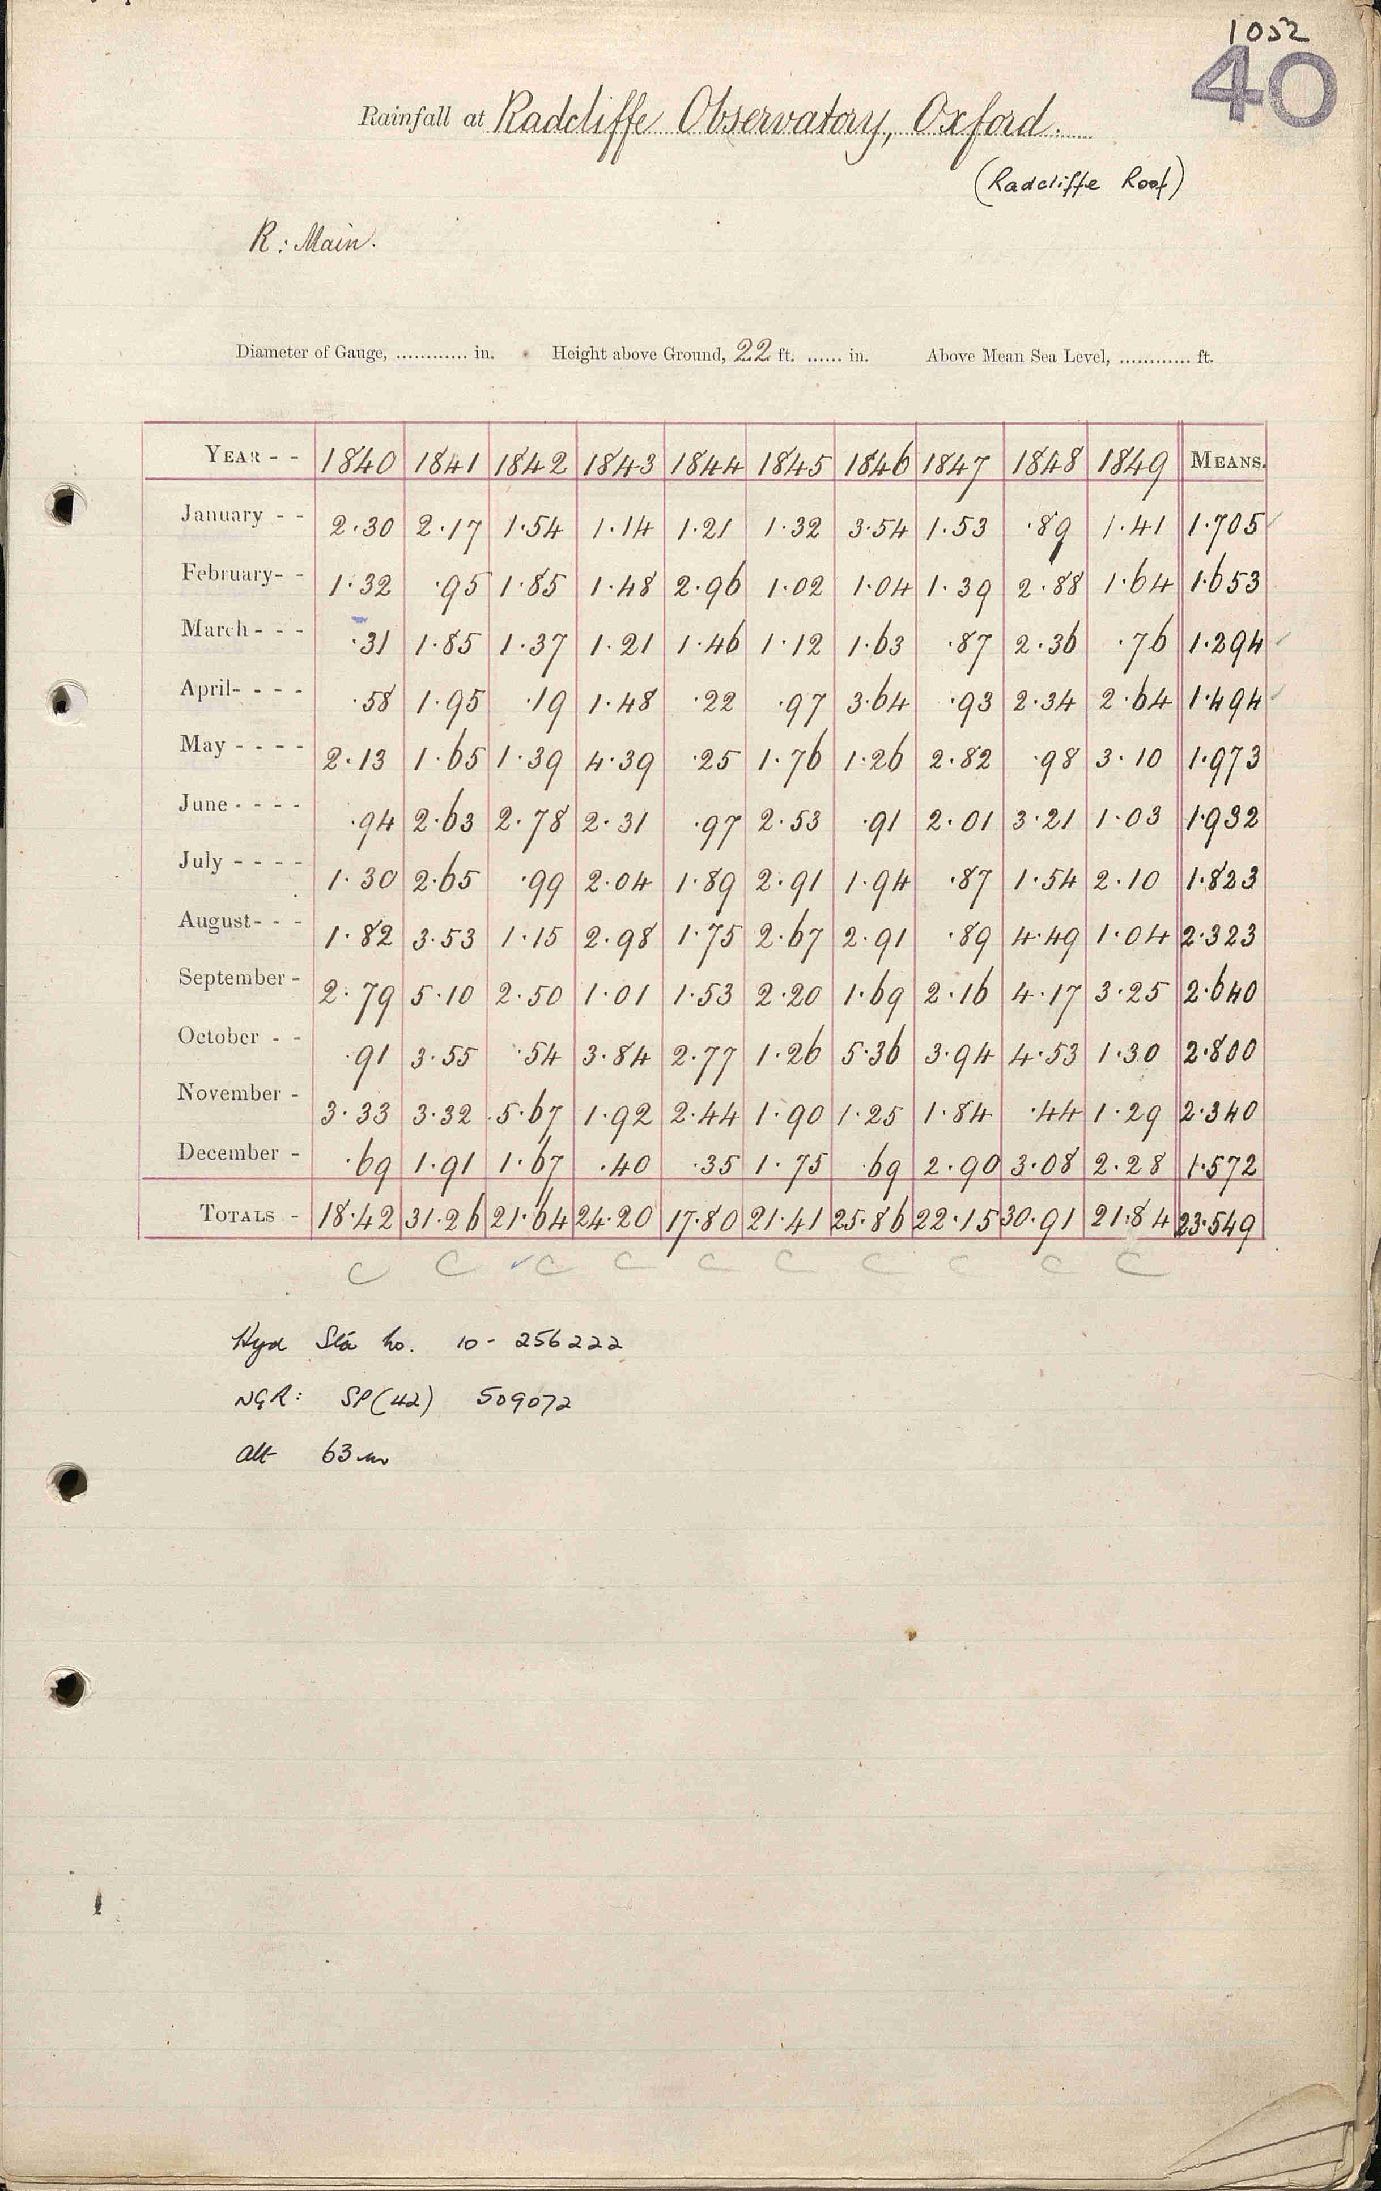 1032
40
Rainfall at Radcliffe Observatory, Oxford.
(Radcliffe Roof)
R: Main.
Diameter of Gauge, ............ in. Height above Ground, 22 ft. ...... in. Above Mean Sea Level, ............ ft.
YEAR - - 1840 1841 1842 1843 1844 1845 1846 1847 1848 1849 MEANS.
January - - 2.30 2.17 1.54 1.14 1.21 1.32 3.54 1.53 .89 1.41 1.705
February - - 1.32 .95 1.85 1.48 2.96 1.02 1.04 1.39 2.88 1.64 1.653
March - - - .31 1.85 1.37 1.21 1.46 1.12 1.63 .87 2.36 .76 1.294
April - - - - .58 1.95 .19 1.48 .22 .97 3.64 .93 2.34 2.64 1.494
May - - - - 2.13 1.65 1.39 4.39 .25 1.76 1.26 2.82 .98 3.10 1.973
June - - - - .94 2.63 2.78 2.31 .97 2.53 .91 2.01 3.21 1.03 1.932
July - - - - 1.30 2.65 .99 2.04 1.89 2.91 1.94 .87 1.54 2.10 1.823
August - - - 1.82 3.53 1.15 2.98 1.75 2.67 2.91 .89 4.49 1.04 2.323
September - 2.79 5.10 2.50 1.01 1.53 2.20 1.69 2.16 4.17 3.25 2.640
October - - .91 3.55 .54 3.84 2.77 1.26 5.36 3.94 4.53 1.30 2.800
November - 3.33 3.32 5.67 1.92 2.44 1.90 1.25 1.84 .44 1.29 2.340
December - .69 1.91 1.67 .40 .35 1.75 .69 2.90 3.08 2.28 1.572
TOTALS - 18.42 31.26 21.64 24.20 17.80 21.41 25.86 22.15 30.91 21.84 23.549
C C C C C C C C C C
Hyd Sta no. 10- 256222
NGR: SP(42) 509072
alt 63m